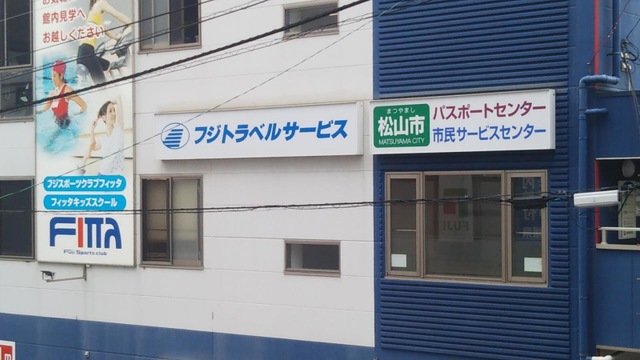 館内見学へ
お越しください
フジスポーツクラブフィッタ
フィッタキッズスクール
FITTA
Fuji Sports club
フジトラベルサービス
まつやまし
松山市
MATSUYAMA CITY
パスポートセンター
市民サービスセンター
FUJI